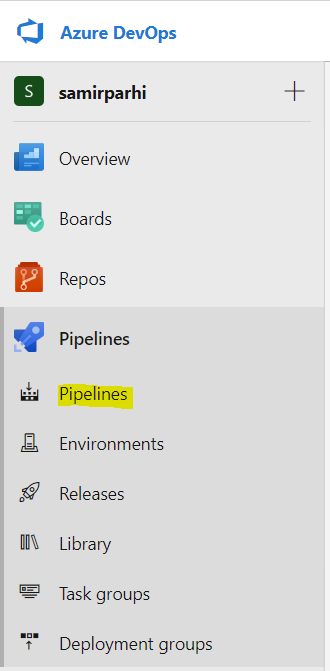 Azure DevOps
S samirparhi
Overview
Boards
Repos
Pipelines
Pipelines
Environments
Releases
Library
Task groups
Deployment groups